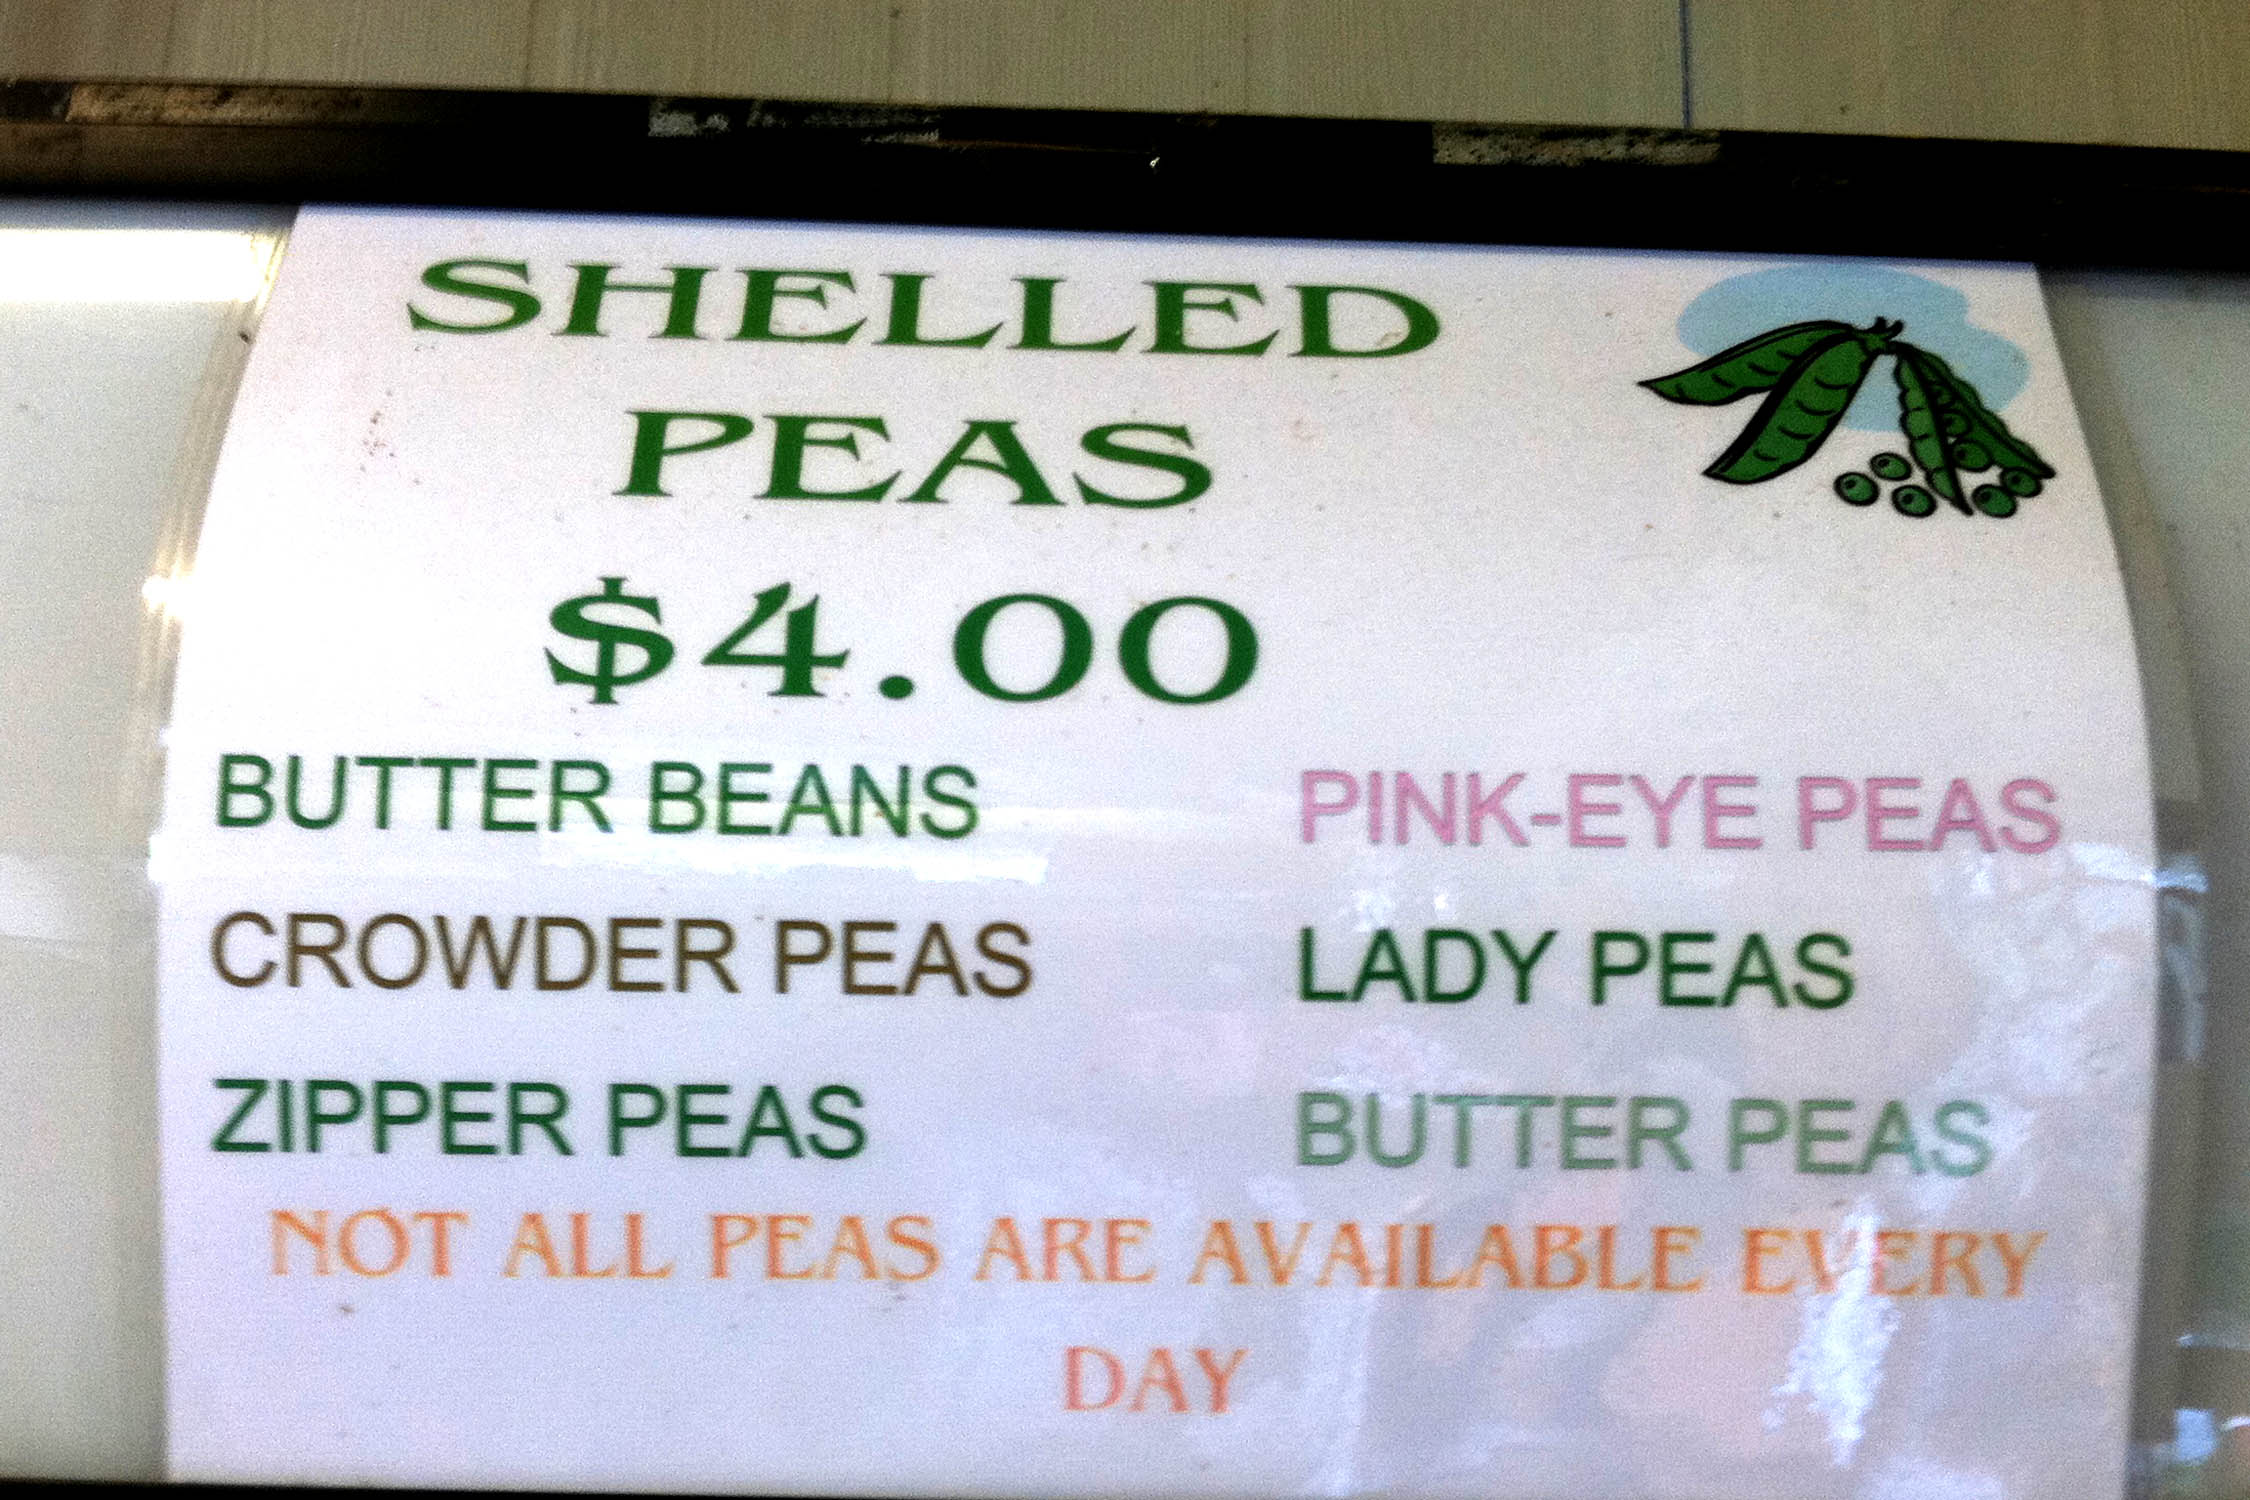 SHELLED
PEAS
$4.00
BUTTER BEANS PINK-EYE PEAS
CROWDER PEAS LADY PEAS
ZIPPER PEAS BUTTER PEAS
NOT ALL PEAS ARE AVAILABLE EVERY
DAY